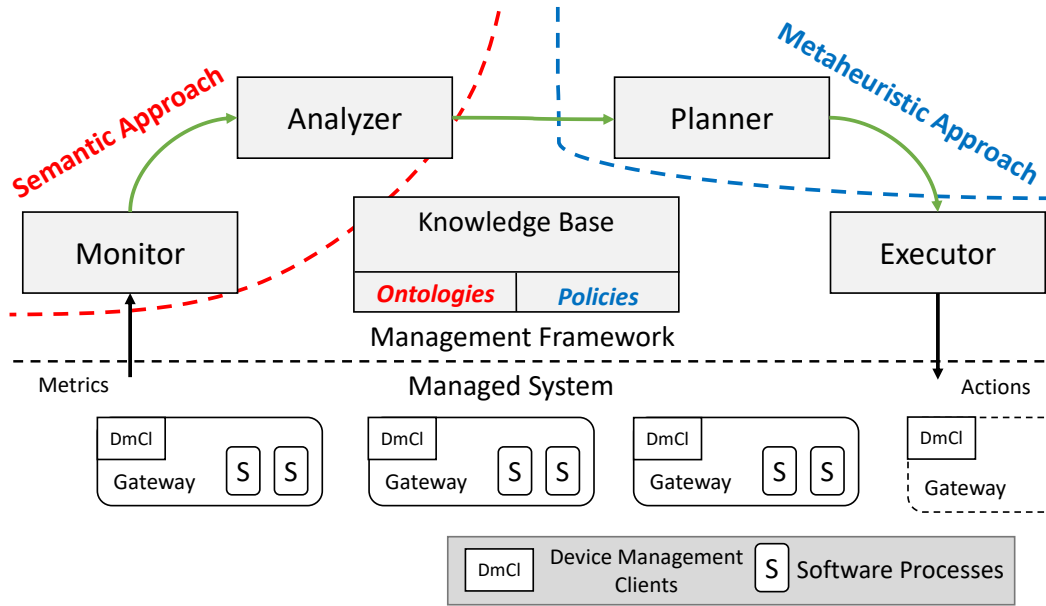 Semantic Approach
Analyzer
Planner
Metaheuristic Approach
Monitor
Knowledge Base
Ontologies
Policies
Executor
Management Framework
Metrics
Managed System
Actions
DmCl
Gateway
S
S
DmCl
Gateway
S
S
DmCl
Gateway
S
S
DmCl
Gateway
DmCl
Device Management
Clients
S
Software Processes